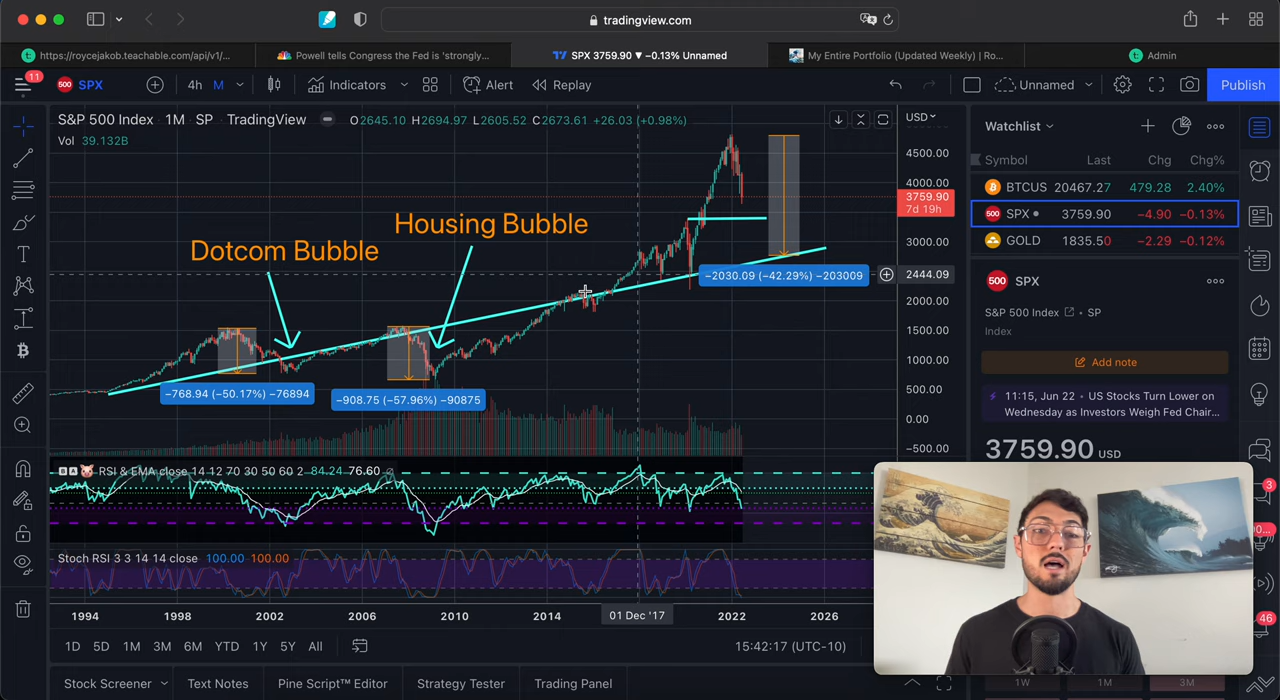 tradingview.com
https://roycejakob.teachable.com/api/v1/...
Powell tells Congress the Fed is 'strongly...
SPX 3759.90 ▼ −0.13% Unnamed
My Entire Portfolio (Updated Weekly) | Ro...
Admin
11
500 SPX
4h M
Indicators
Alert
Replay
Unnamed
Publish
S&P 500 Index · 1M · SP TradingView
O2645.10 H2694.97 L2605.52 C2673.61 +26.03 (+0.98%)
Vol 39.132B
USD
Dotcom Bubble
Housing Bubble
−768.94 (−50.17%) −76894
−908.75 (−57.96%) −90875
−2030.09 (−42.29%) −203009
4500.00
4000.00
3759.90
7d 19h
3000.00
2444.09
2000.00
1500.00
1000.00
500.00
0.00
−500.00
RSI & EMA close 14 12 70 30 50 60 2 84.24 76.60
Stoch RSI 3 3 14 14 close 100.00 100.00
1994 1998 2002 2006 2010 2014 01 Dec '17 2022 2026
1D 5D 1M 3M 6M YTD 1Y 5Y All
15:42:17 (UTC-10)
Stock Screener Text Notes Pine Script™ Editor Strategy Tester Trading Panel
Watchlist
Symbol Last Chg Chg%
BTCUS 20467.27 479.28 2.40%
500 SPX 3759.90 −4.90 −0.13%
GOLD 1835.50 −2.29 −0.12%
500 SPX
S&P 500 Index · SP
Index
Add note
11:15, Jun 22 · US Stocks Turn Lower on
Wednesday as Investors Weigh Fed Chair...
3759.90 USD
3
46
1W 1M 3M